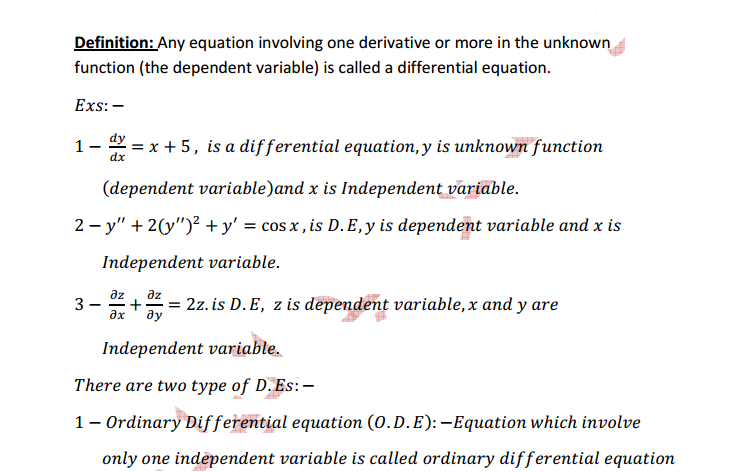 Definition: Any equation involving one derivative or more in the unknown
function (the dependent variable) is called a differential equation.
Exs: −
1 − dy/dx = x + 5 , is a differential equation, y is unknown function
(dependent variable)and x is Independent variable.
2 − y″ + 2(y″)² + y′ = cos x , is D. E, y is dependent variable and x is
Independent variable.
3 − ∂z/∂x + ∂z/∂y = 2z. is D. E, z is dependent variable, x and y are
Independent variable.
There are two type of D. Es: −
1 − Ordinary Differential equation (O. D. E): −Equation which involve
only one independent variable is called ordinary differential equation